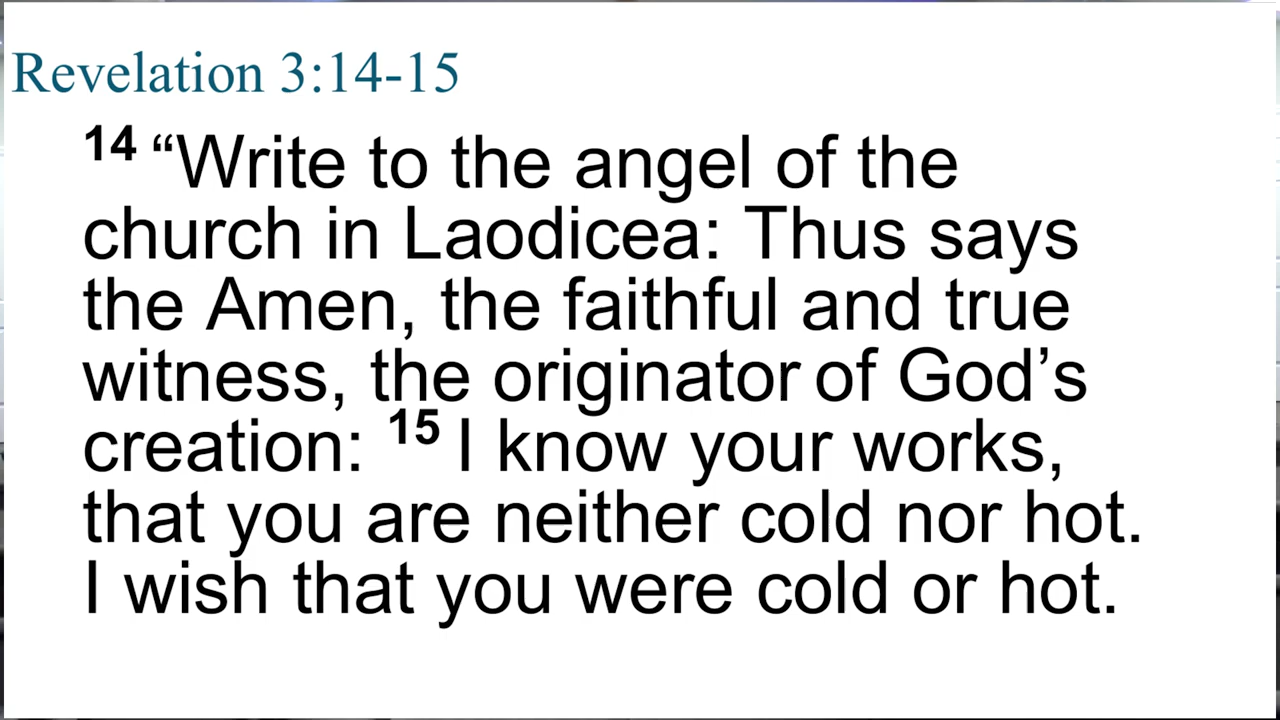 Revelation 3:14-15
14 “Write to the angel of the
church in Laodicea: Thus says
the Amen, the faithful and true
witness, the originator of God’s
creation: 15 I know your works,
that you are neither cold nor hot.
I wish that you were cold or hot.